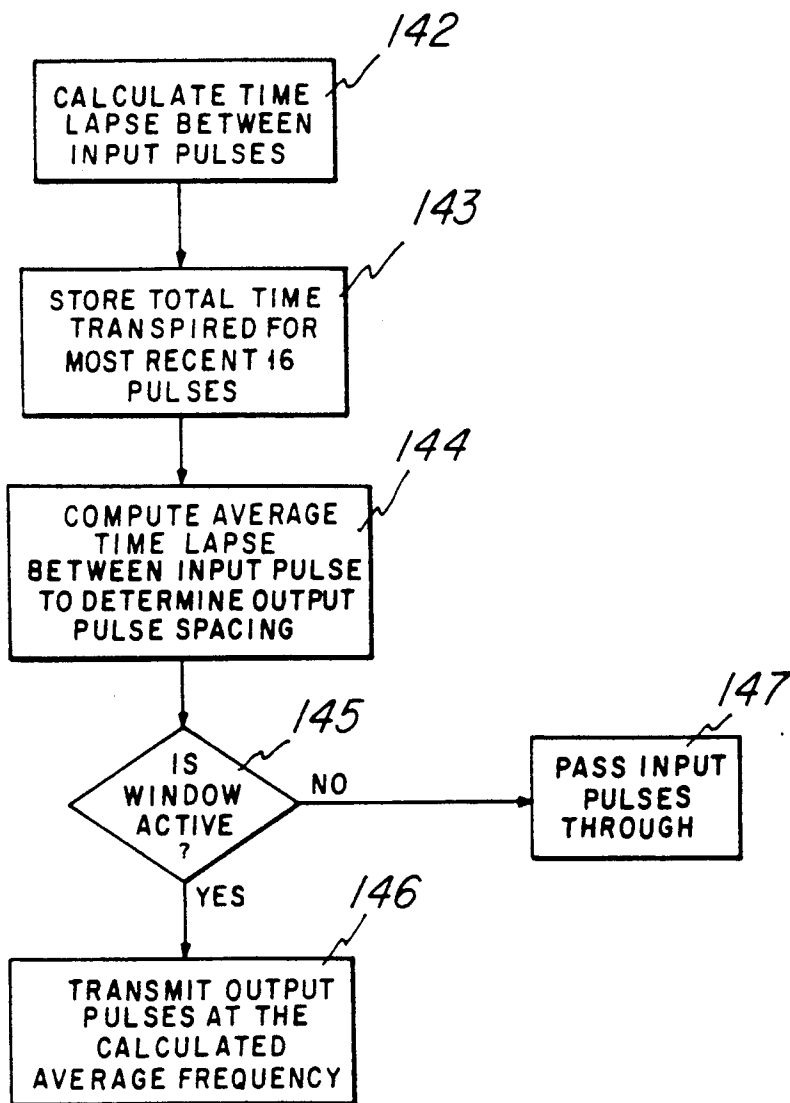 142
CALCULATE TIME
LAPSE BETWEEN
INPUT PULSES
143
STORE TOTAL TIME
TRANSPIRED FOR
MOST RECENT 16
PULSES
144
COMPUTE AVERAGE
TIME LAPSE
BETWEEN INPUT PULSE
TO DETERMINE OUTPUT
PULSE SPACING
145
IS
WINDOW
ACTIVE
?
NO
147
PASS INPUT
PULSES
THROUGH
YES
146
TRANSMIT OUTPUT
PULSES AT THE
CALCULATED
AVERAGE FREQUENCY